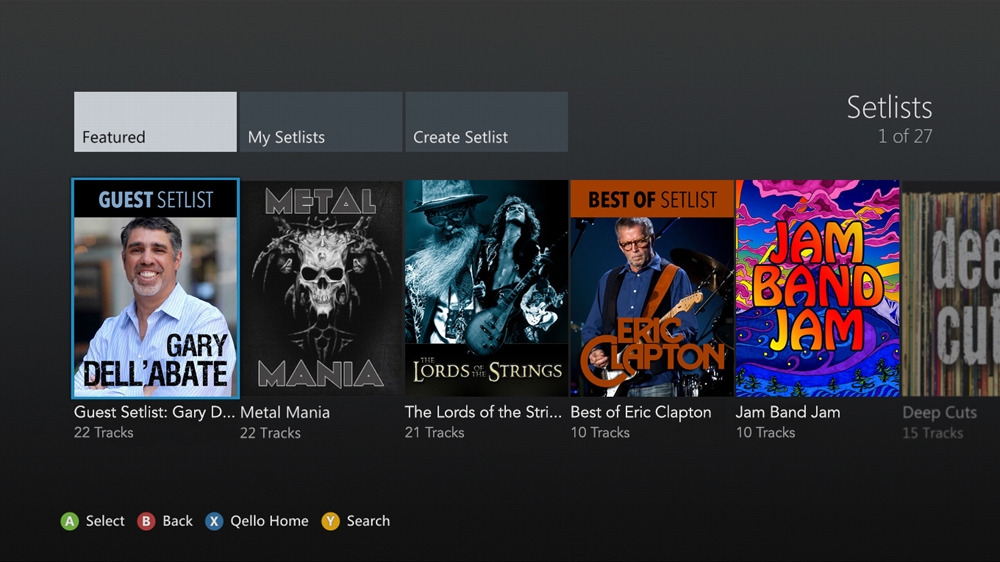 Featured
My Setlists
Create Setlist
Setlists
1 of 27
GUEST SETLIST
GARY
DELL'ABATE
Guest Setlist: Gary D...
22 Tracks
METAL
MANIA
Metal Mania
22 Tracks
THE
LORDS OF THE STRINGS
The Lords of the Stri...
21 Tracks
BEST OF SETLIST
ERIC
CLAPTON
Best of Eric Clapton
10 Tracks
JAM
BAND
JAM
Jam Band Jam
10 Tracks
dee
cut
Deep Cuts
15 Tracks
A Select
B Back
X Qello Home
Y Search